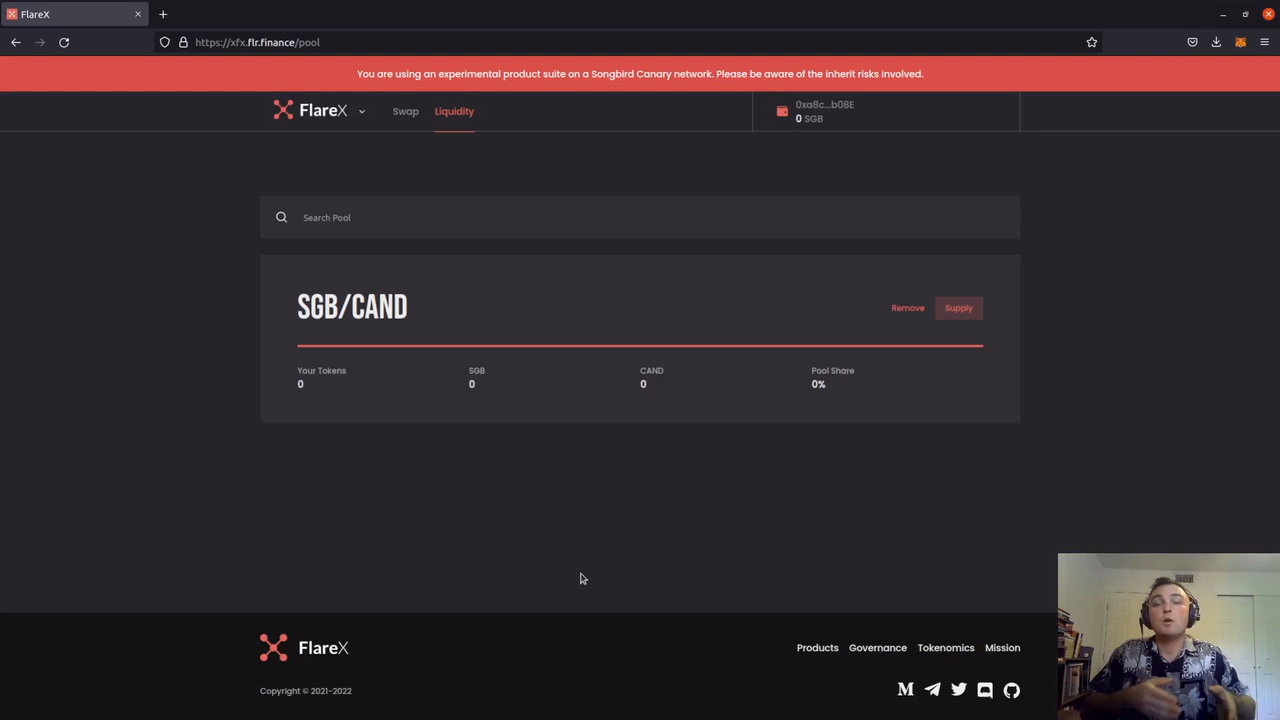 FlareX
https://xfx.flr.finance/pool
You are using an experimental product suite on a Songbird Canary network. Please be aware of the inherit risks involved.
FlareX
Swap
Liquidity
0xa8c...b08E
0 SGB
Search Pool
SGB/CAND
Remove
Supply
Your Tokens
SGB
CAND
Pool Share
0
0
0
0%
FlareX
Products
Governance
Tokenomics
Mission
Copyright © 2021-2022